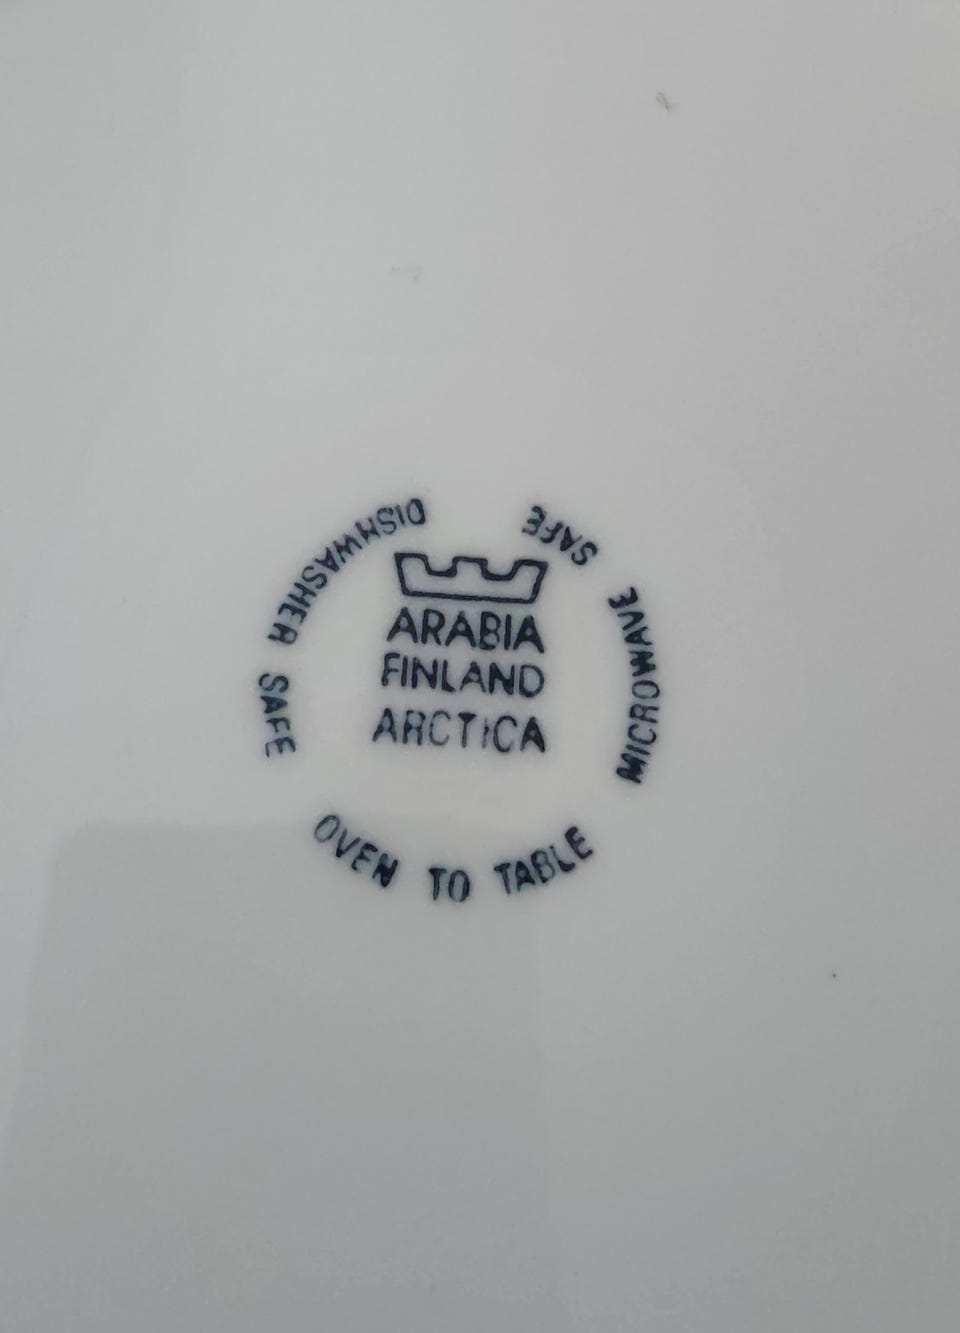 ARABIA
FINLAND
ARCTICA
DISHWASHER SAFE
OVEN TO TABLE
MICROWAVE SAFE